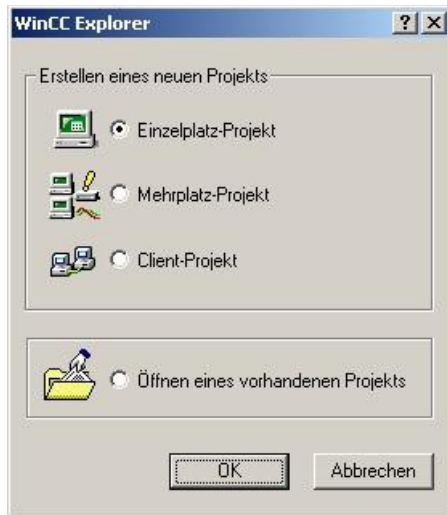 WinCC Explorer
Erstellen eines neuen Projekts
Einzelplatz-Projekt
Mehrplatz-Projekt
Client-Projekt
Öffnen eines vorhandenen Projekts
OK
Abbrechen